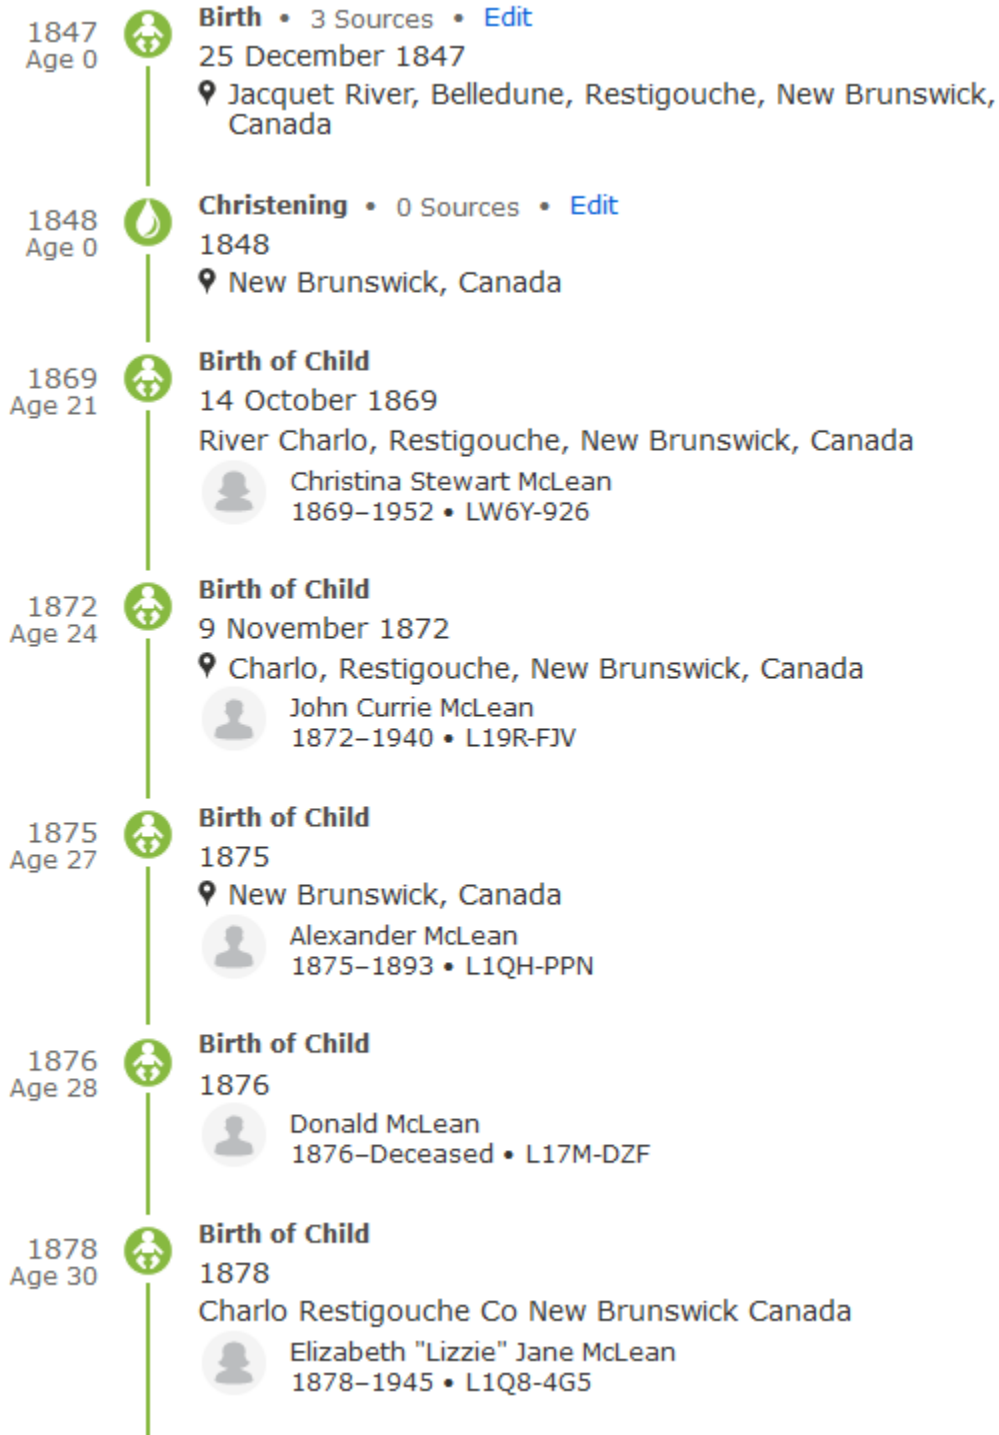 1847
Age 0
Birth • 3 Sources • Edit
25 December 1847
Jacquet River, Belledune, Restigouche, New Brunswick,
Canada
1848
Age 0
Christening • 0 Sources • Edit
1848
New Brunswick, Canada
1869
Age 21
Birth of Child
14 October 1869
River Charlo, Restigouche, New Brunswick, Canada
Christina Stewart McLean
1869–1952 • LW6Y-926
1872
Age 24
Birth of Child
9 November 1872
Charlo, Restigouche, New Brunswick, Canada
John Currie McLean
1872–1940 • L19R-FJV
1875
Age 27
Birth of Child
1875
New Brunswick, Canada
Alexander McLean
1875–1893 • L1QH-PPN
1876
Age 28
Birth of Child
1876
Donald McLean
1876–Deceased • L17M-DZF
1878
Age 30
Birth of Child
1878
Charlo Restigouche Co New Brunswick Canada
Elizabeth "Lizzie" Jane McLean
1878–1945 • L1Q8-4G5